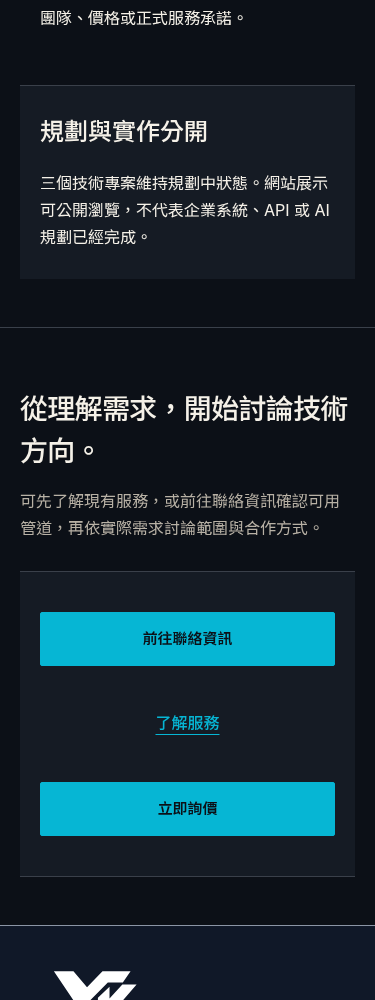 團隊、價格或正式服務承諾。
規劃與實作分開
三個技術專案維持規劃中狀態。網站展示
可公開瀏覽，不代表企業系統、API 或 AI
規劃已經完成。
從理解需求，開始討論技術
方向。
可先了解現有服務，或前往聯絡資訊確認可用
管道，再依實際需求討論範圍與合作方式。
前往聯絡資訊
了解服務
立即詢價